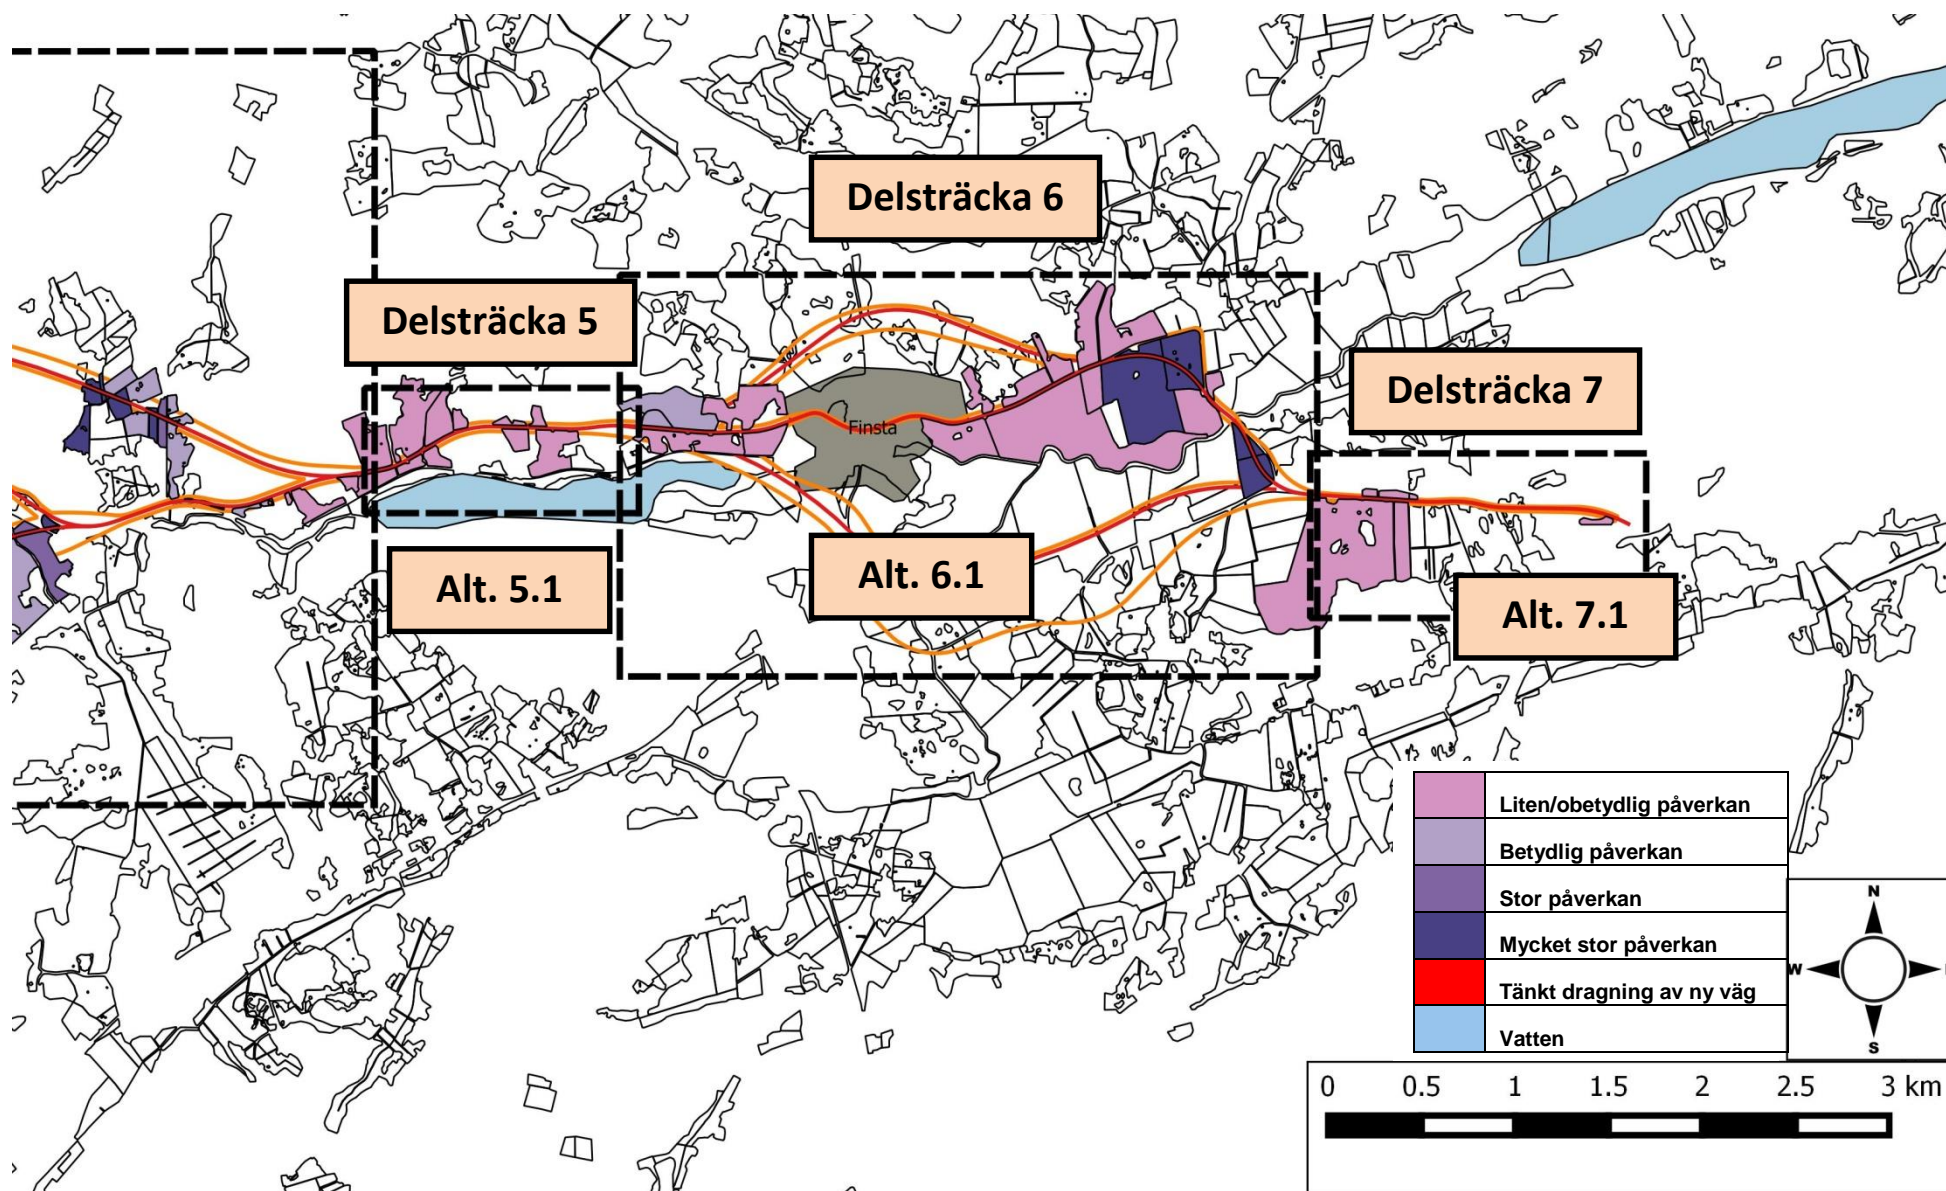 Delsträcka 6
Delsträcka 5
Delsträcka 7
Finsta
Alt. 5.1
Alt. 6.1
Alt. 7.1
Liten/obetydlig påverkan
Betydlig påverkan
Stor påverkan
Mycket stor påverkan
Tänkt dragning av ny väg
Vatten
N
W
S
0 0.5 1 1.5 2 2.5 3 km